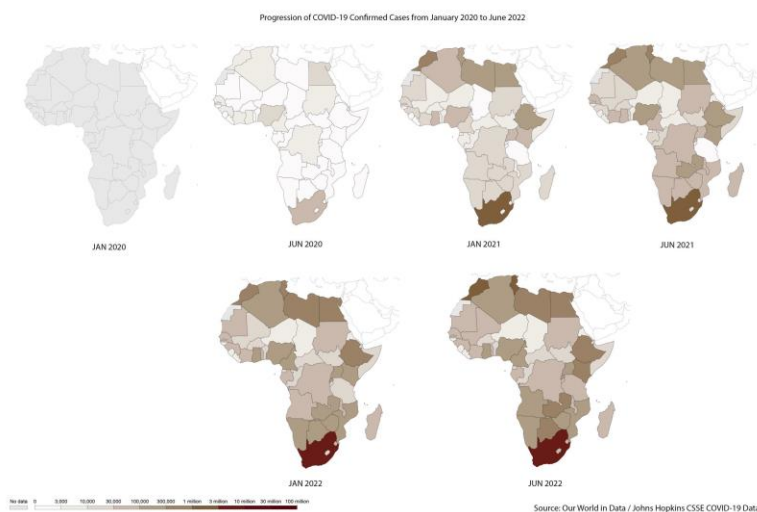 Progression of COVID-19 Confirmed Cases from January 2020 to June 2022
JAN 2020
JUN 2020
JAN 2021
JUN 2021
JAN 2022
JUN 2022
No data 0 5,000 10,000 30,000 100,000 300,000 1 million 3 million 10 million 30 million 100 million
Source: Our World in Data / Johns Hopkins CSSE COVID-19 Data